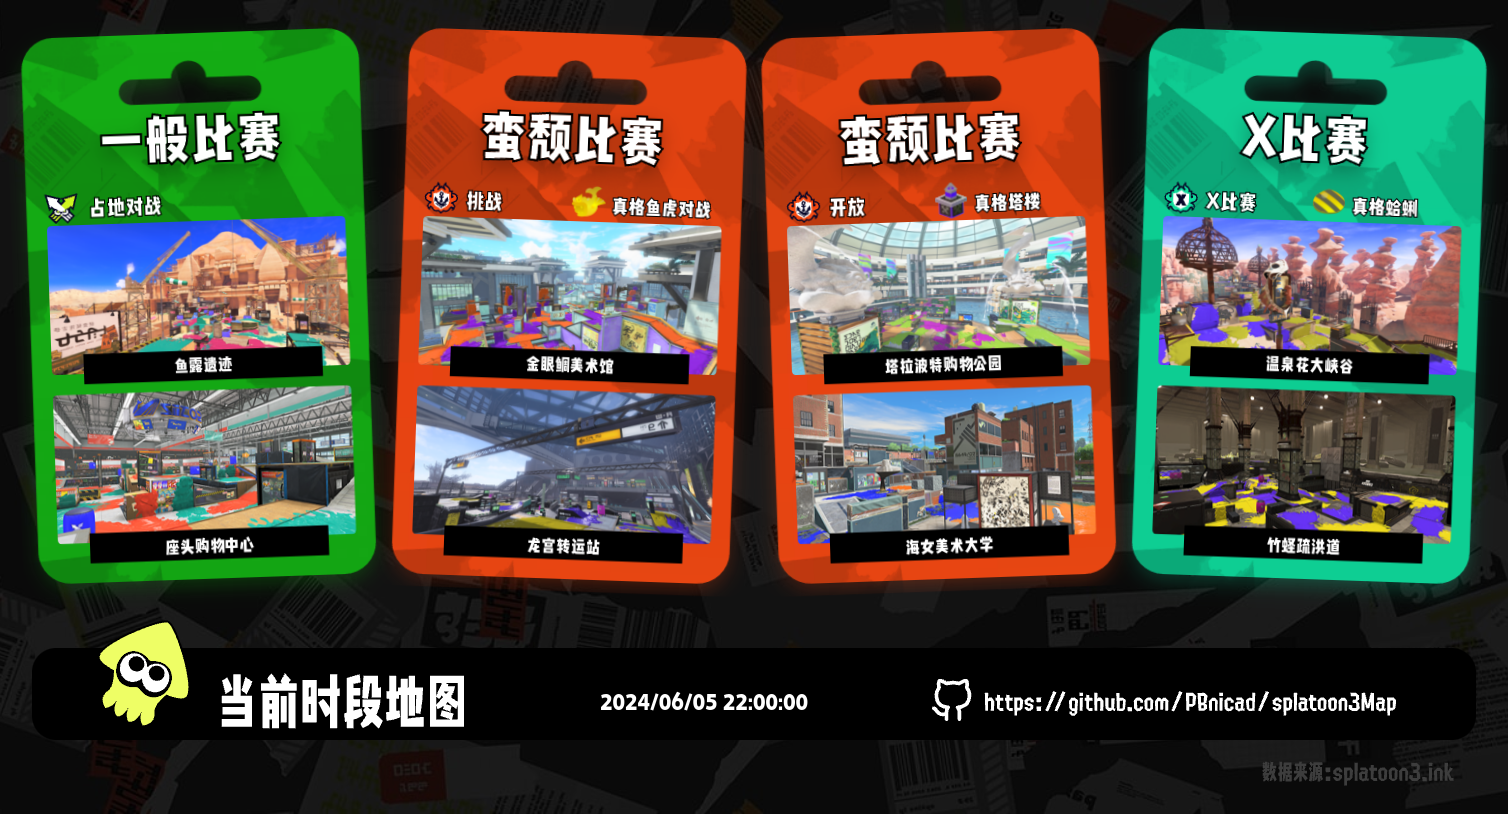 一般比赛
占地对战
鱼露遗迹
座头购物中心
蛮颓比赛
挑战
真格鱼虎对战
金眼鲷美术馆
龙宫转运站
蛮颓比赛
开放
真格塔楼
塔拉波特购物公园
海女美术大学
X比赛
X比赛
真格蛤蜊
温泉花大峡谷
竹蛏疏洪道
当前时段地图
2024/06/05 22:00:00
https://github.com/PBnicad/splatoon3Map
数据来源:splatoon3.ink